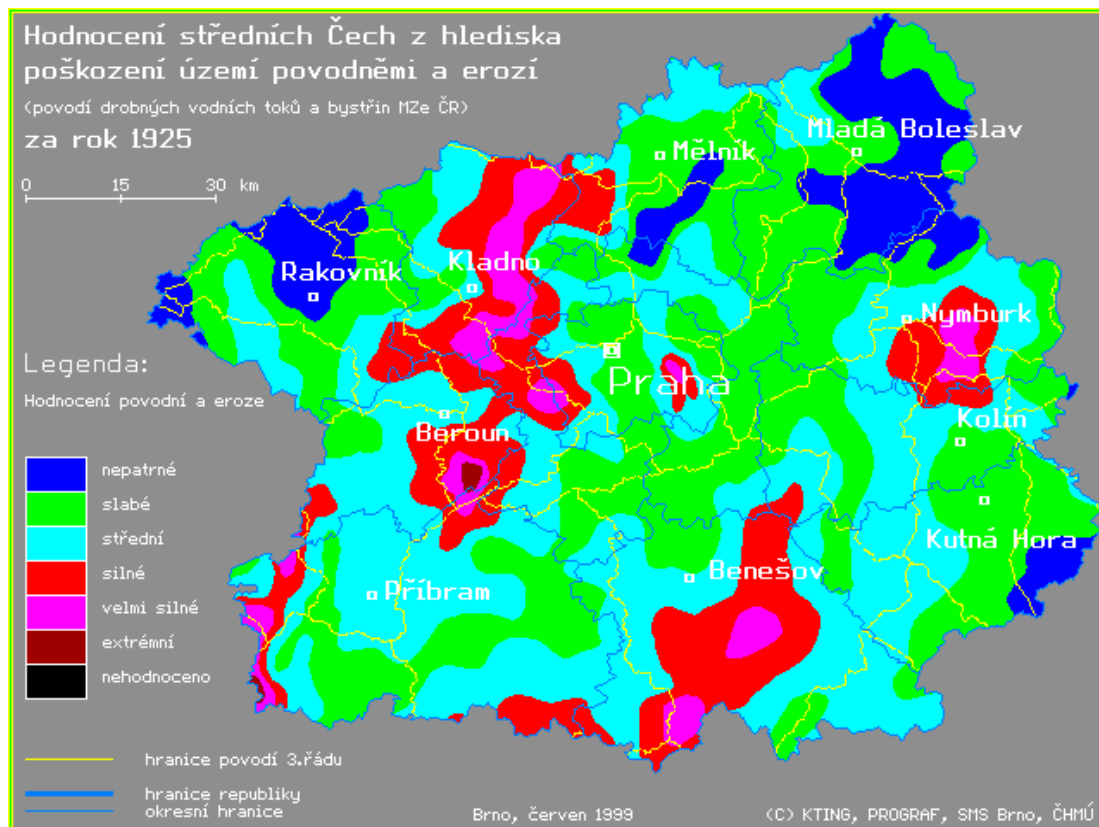 Hodnocení středních Čech z hlediska
poškození území povodněmi a erozí
(povodí drobných vodních toků a bystřin MZe ČR)
za rok 1925
0 15 30 km
Mělník
Mladá Boleslav
Rakovník
Kladno
Nymburk
Praha
Kolín
Beroun
Kutná Hora
Benešov
Příbram
Legenda:
Hodnocení povodní a eroze
nepatrné
slabé
střední
silné
velmi silné
extrémní
nehodnoceno
hranice povodí 3.řádu
hranice republiky
okresní hranice
Brno, červen 1999
(C) KTING, PROGRAF, SMS Brno, ČHMÚ